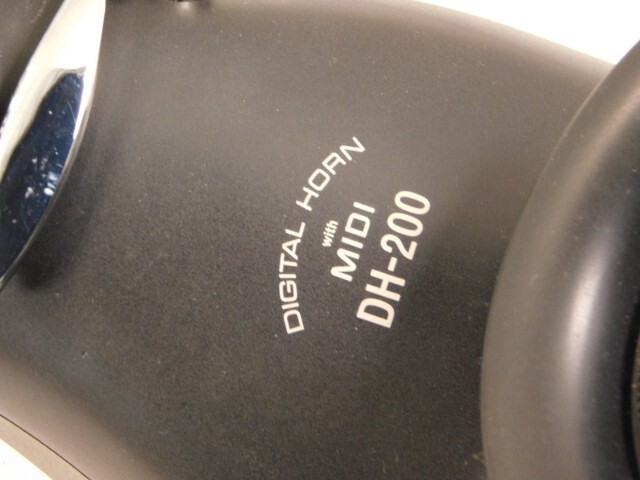 DIGITAL HORN
with
MIDI
DH-200